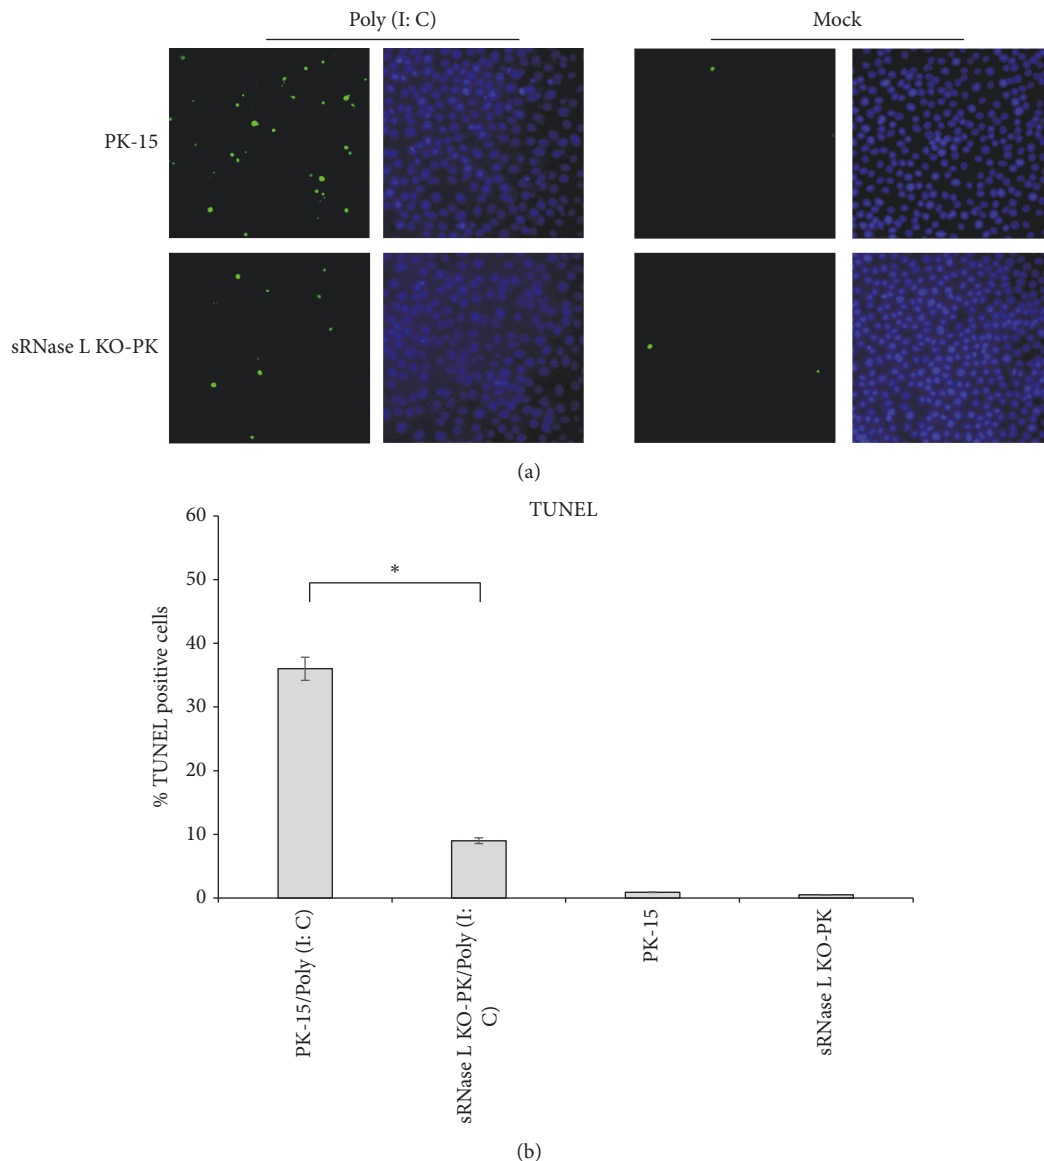 Poly (I: C)
Mock
PK-15
sRNase L KO-PK
(a)
TUNEL
60
50
40
30
20
10
0
% TUNEL positive cells
*
PK-15/Poly (I: C)
sRNase L KO-PK/Poly (I:
C)
PK-15
sRNase L KO-PK
(b)